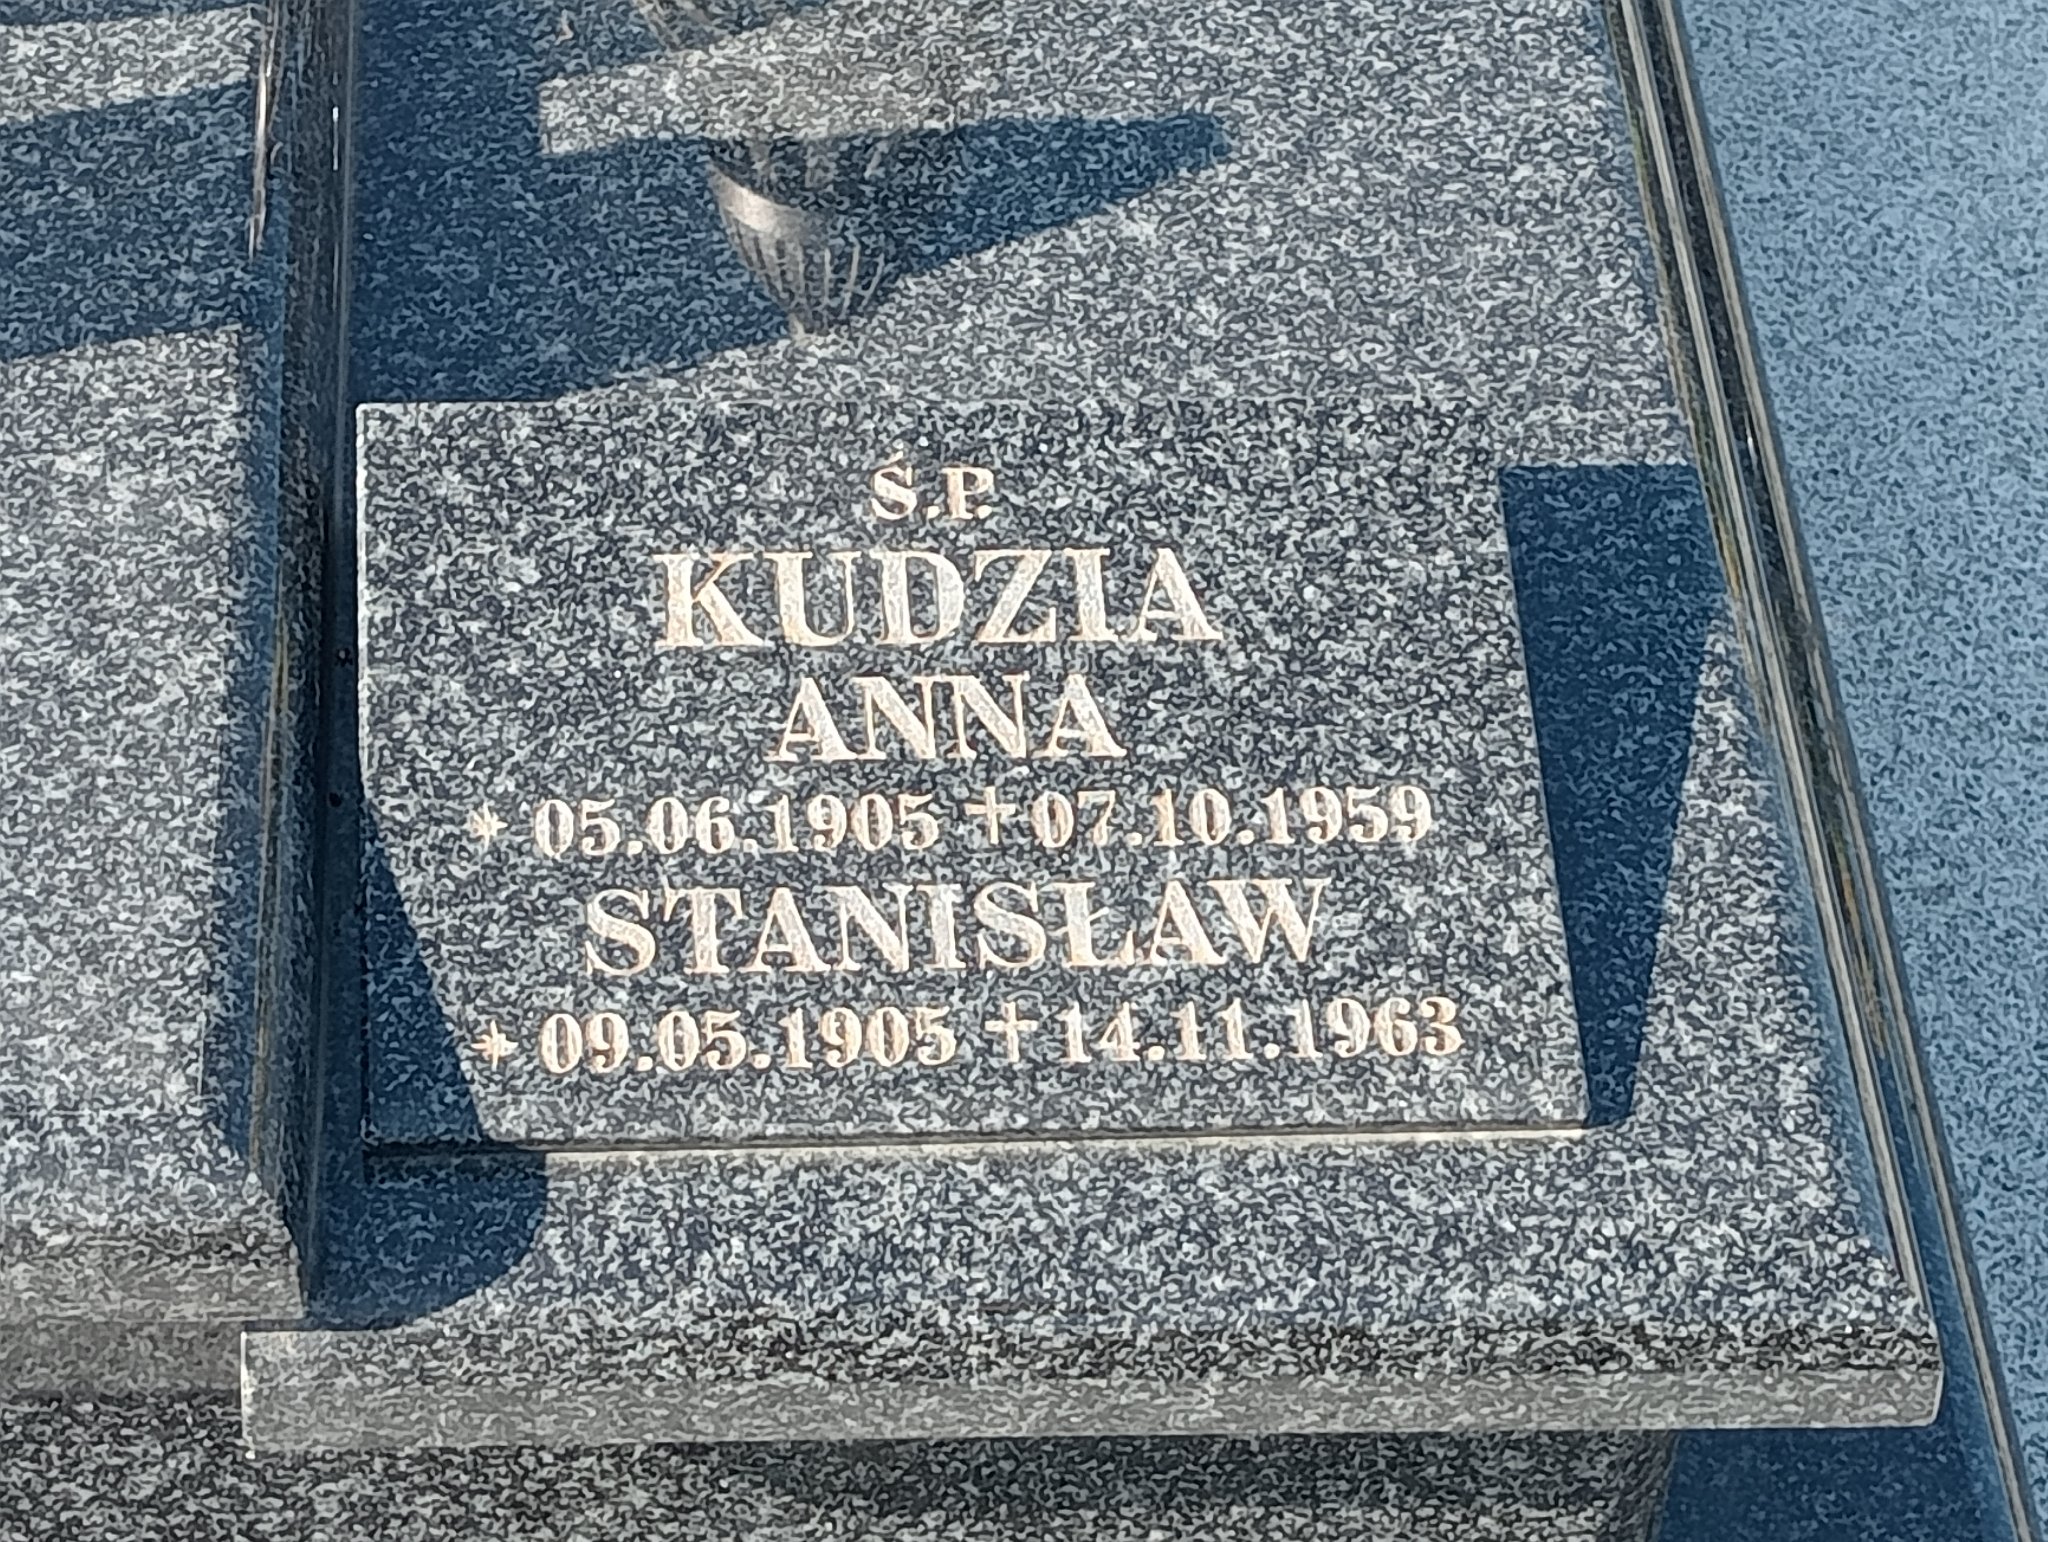 Ś.P.
KUDZIA
ANNA
* 05.06.1905 ✝ 07.10.1959
STANISŁAW
* 09.05.1905 ✝ 14.11.1963